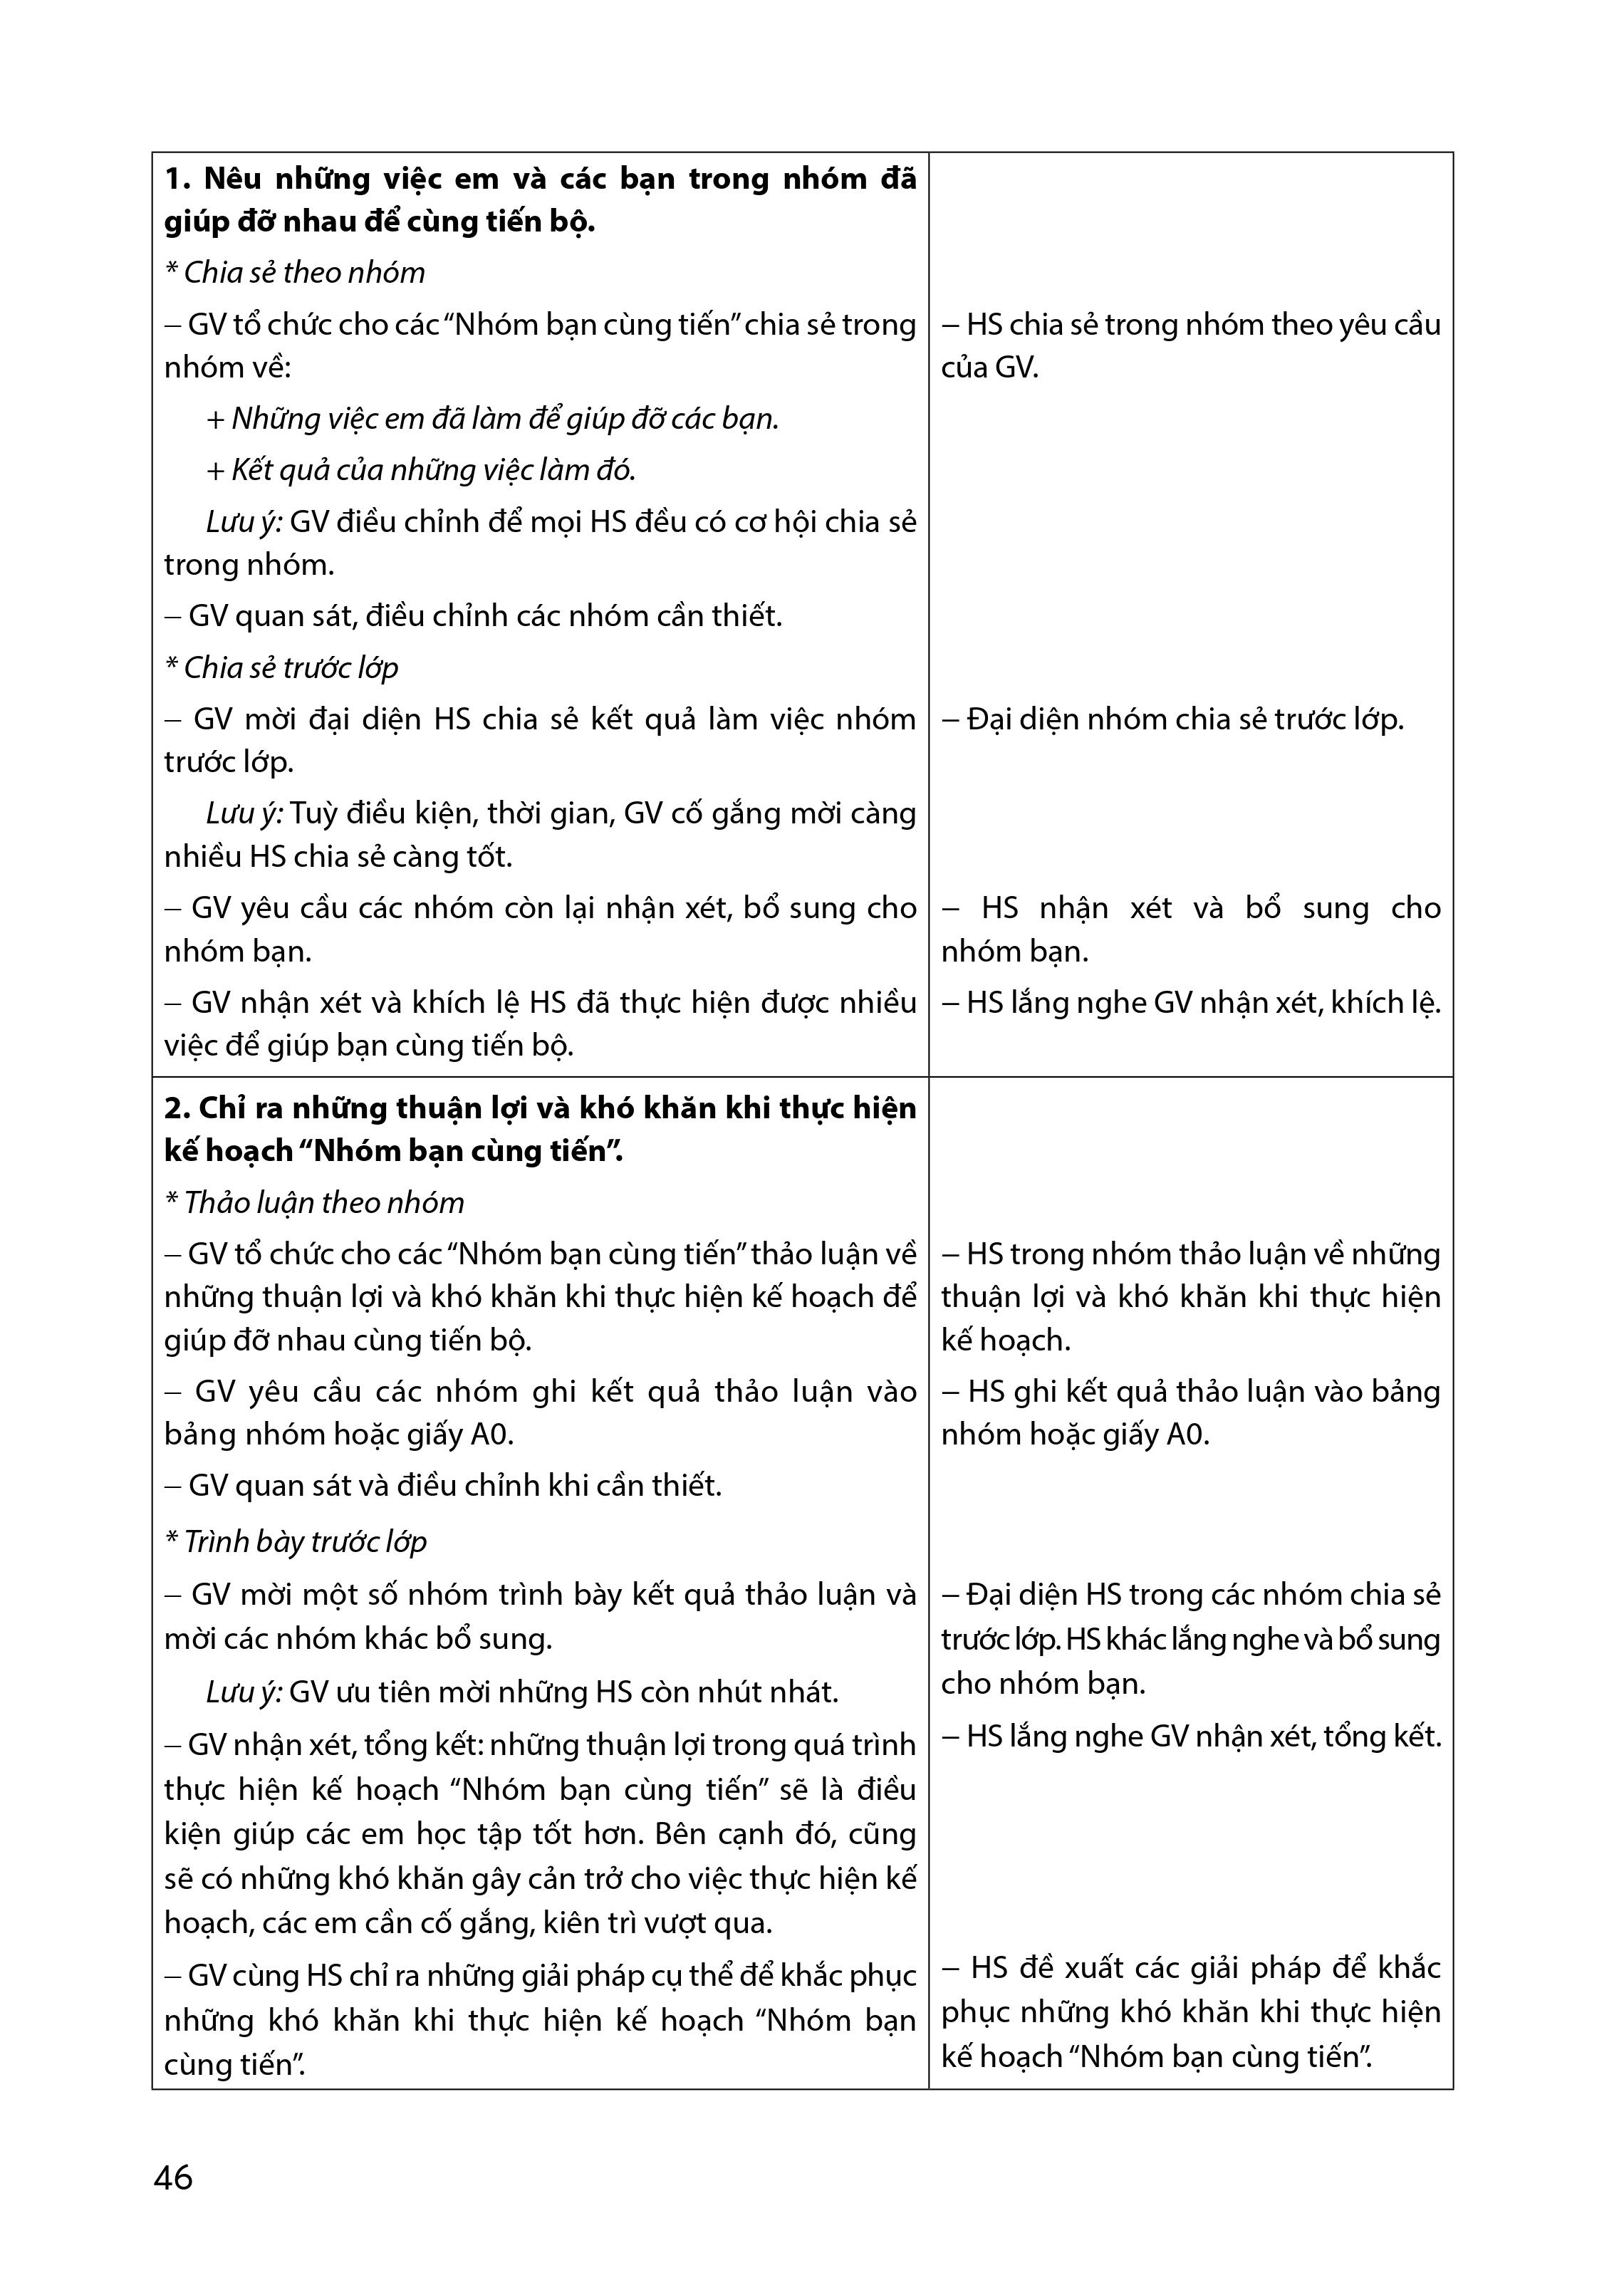 1. Nêu những việc em và các bạn trong nhóm đã
giúp đỡ nhau để cùng tiến bộ.
* Chia sẻ theo nhóm
– GV tổ chức cho các “Nhóm bạn cùng tiến” chia sẻ trong
nhóm về:
+ Những việc em đã làm để giúp đỡ các bạn.
+ Kết quả của những việc làm đó.
Lưu ý: GV điều chỉnh để mọi HS đều có cơ hội chia sẻ
trong nhóm.
– GV quan sát, điều chỉnh các nhóm cần thiết.
* Chia sẻ trước lớp
– GV mời đại diện HS chia sẻ kết quả làm việc nhóm
trước lớp.
Lưu ý: Tuỳ điều kiện, thời gian, GV cố gắng mời càng
nhiều HS chia sẻ càng tốt.
– GV yêu cầu các nhóm còn lại nhận xét, bổ sung cho
nhóm bạn.
– GV nhận xét và khích lệ HS đã thực hiện được nhiều
việc để giúp bạn cùng tiến bộ.
– HS chia sẻ trong nhóm theo yêu cầu
của GV.
– Đại diện nhóm chia sẻ trước lớp.
– HS nhận xét và bổ sung cho
nhóm bạn.
– HS lắng nghe GV nhận xét, khích lệ.
2. Chỉ ra những thuận lợi và khó khăn khi thực hiện
kế hoạch “Nhóm bạn cùng tiến”.
* Thảo luận theo nhóm
– GV tổ chức cho các “Nhóm bạn cùng tiến” thảo luận về
những thuận lợi và khó khăn khi thực hiện kế hoạch để
giúp đỡ nhau cùng tiến bộ.
– GV yêu cầu các nhóm ghi kết quả thảo luận vào
bảng nhóm hoặc giấy A0.
– GV quan sát và điều chỉnh khi cần thiết.
* Trình bày trước lớp
– GV mời một số nhóm trình bày kết quả thảo luận và
mời các nhóm khác bổ sung.
Lưu ý: GV ưu tiên mời những HS còn nhút nhát.
– GV nhận xét, tổng kết: những thuận lợi trong quá trình
thực hiện kế hoạch “Nhóm bạn cùng tiến” sẽ là điều
kiện giúp các em học tập tốt hơn. Bên cạnh đó, cũng
sẽ có những khó khăn gây cản trở cho việc thực hiện kế
hoạch, các em cần cố gắng, kiên trì vượt qua.
– GV cùng HS chỉ ra những giải pháp cụ thể để khắc phục
những khó khăn khi thực hiện kế hoạch “Nhóm bạn
cùng tiến”.
– HS trong nhóm thảo luận về những
thuận lợi và khó khăn khi thực hiện
kế hoạch.
– HS ghi kết quả thảo luận vào bảng
nhóm hoặc giấy A0.
– Đại diện HS trong các nhóm chia sẻ
trước lớp. HS khác lắng nghe và bổ sung
cho nhóm bạn.
– HS lắng nghe GV nhận xét, tổng kết.
– HS đề xuất các giải pháp để khắc
phục những khó khăn khi thực hiện
kế hoạch “Nhóm bạn cùng tiến”.
46